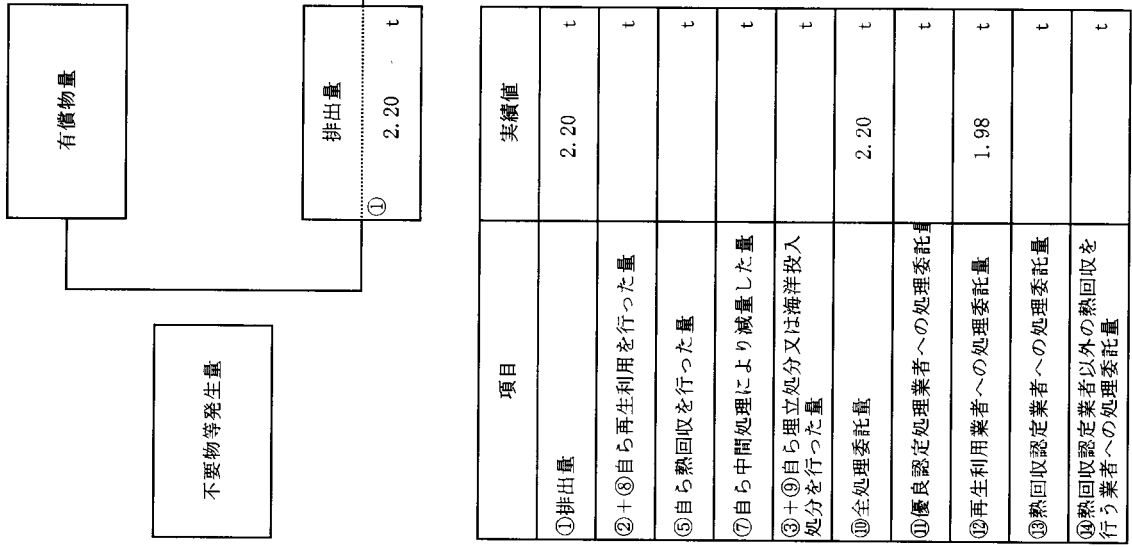 有償物量
不要物等発生量
排出量
①
2.20 t
項目 実績値
①排出量 2.20 t
②＋⑧自ら再生利用を行った量 t
⑤自ら熱回収を行った量 t
⑦自ら中間処理により減量した量 t
③＋⑨自ら埋立処分又は海洋投入
処分を行った量 t
⑩全処理委託量 2.20 t
⑪優良認定処理業者への処理委託量 t
⑫再生利用業者への処理委託量 1.98 t
⑬熱回収認定業者への処理委託量 t
⑭熱回収認定業者以外の熱回収を
行う業者への処理委託量 t